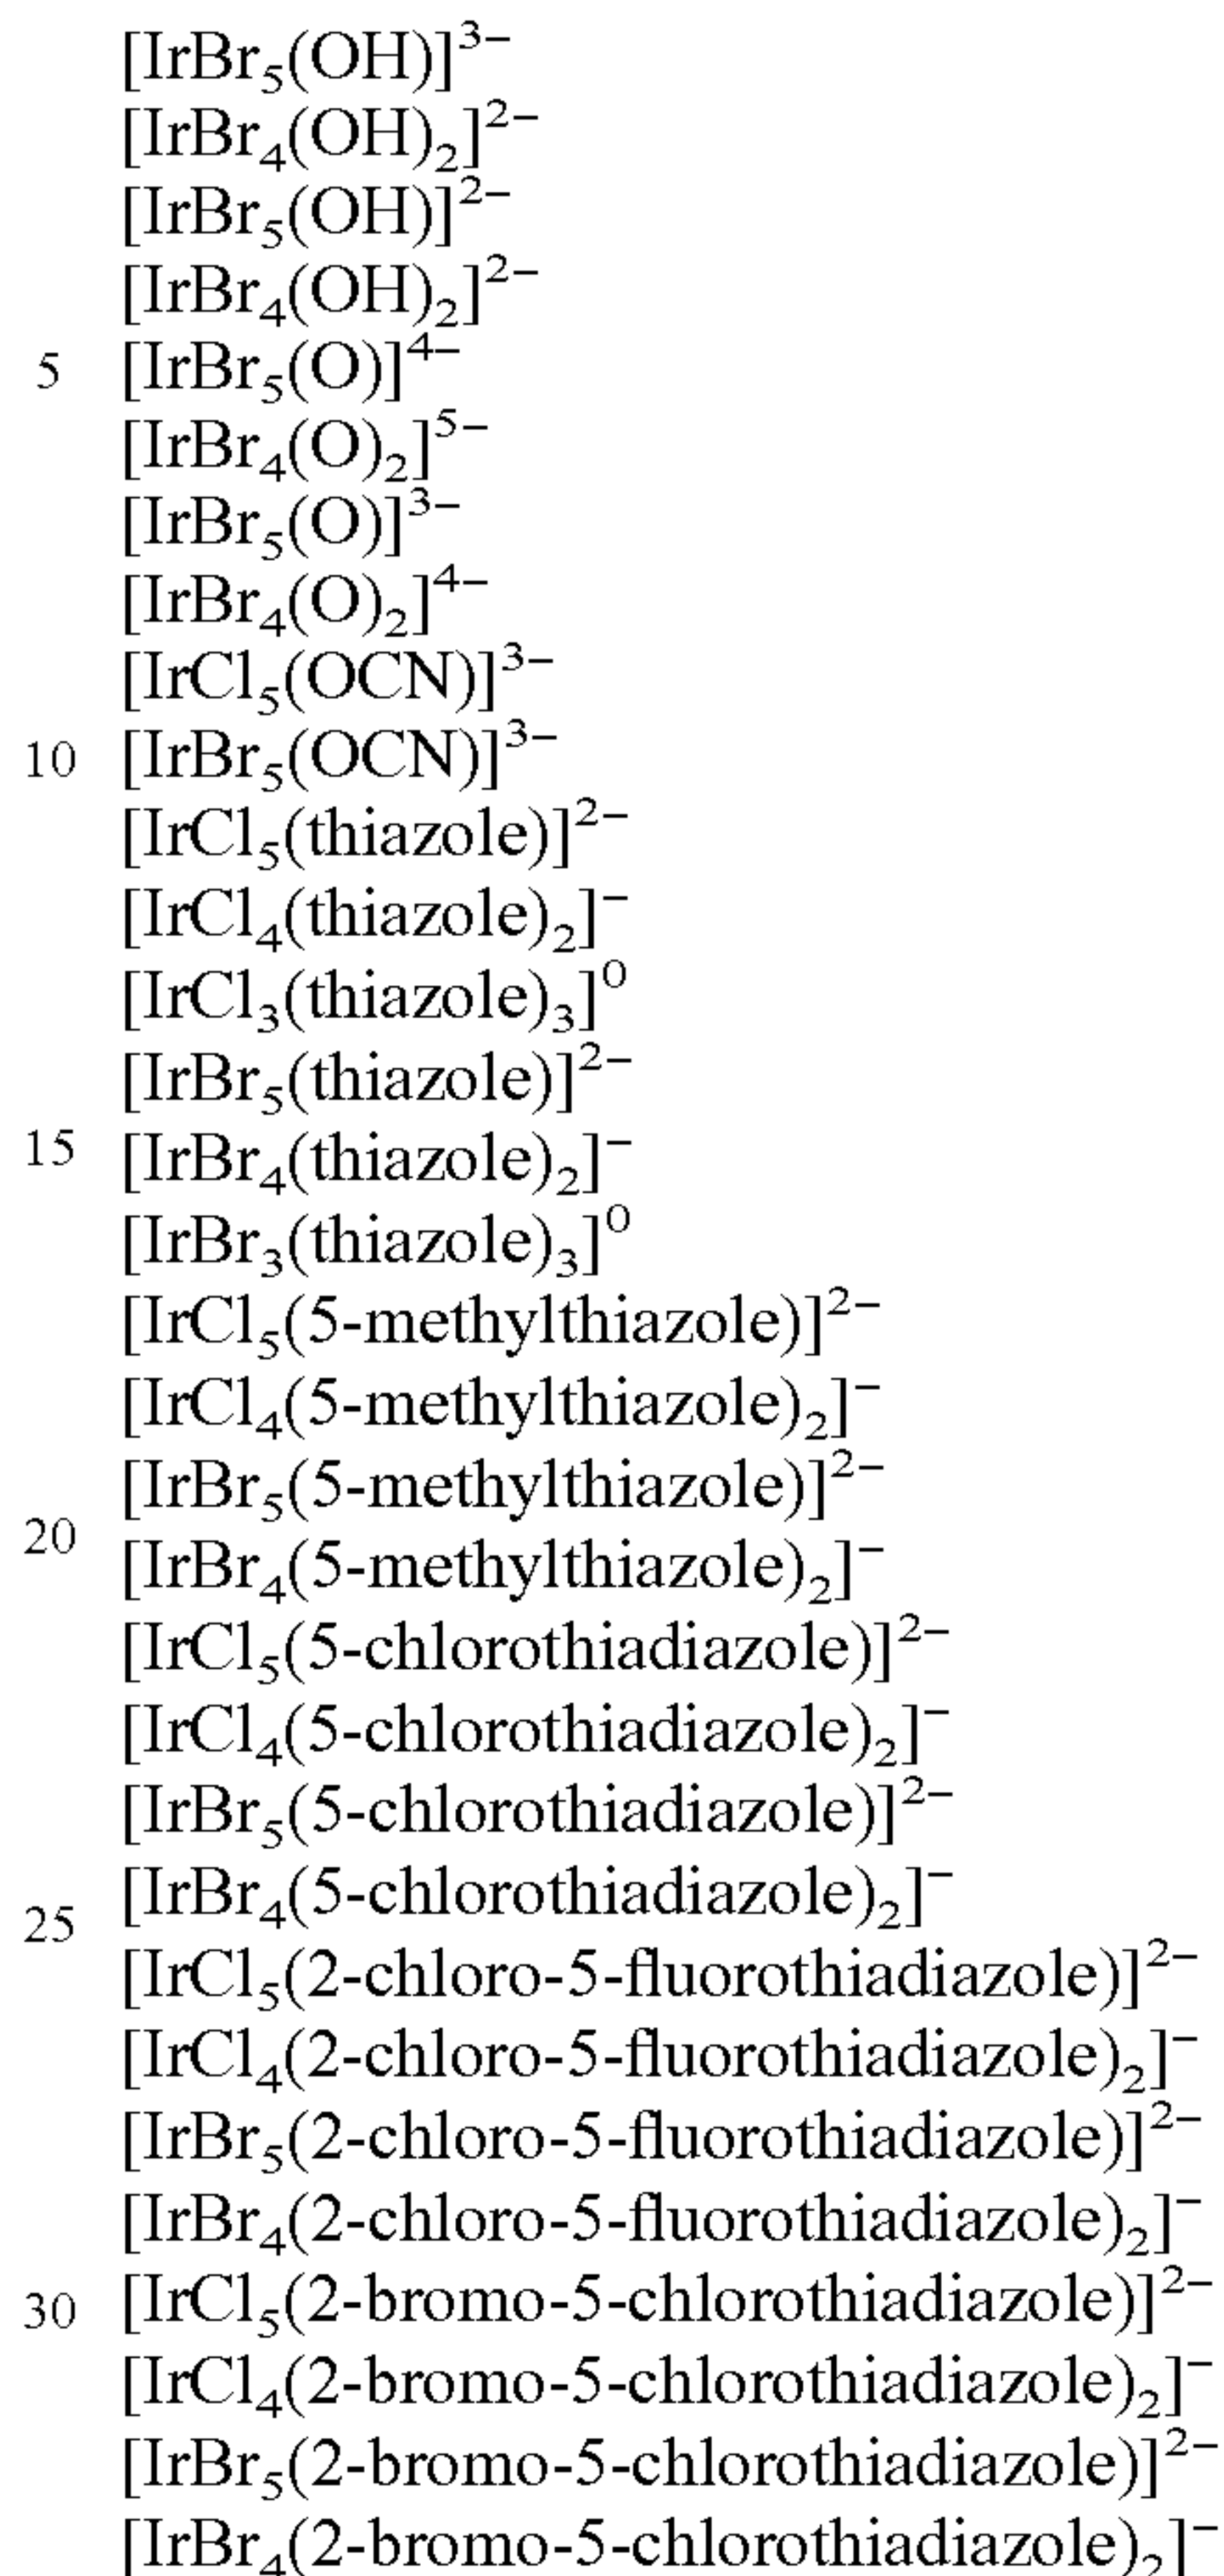 [IrBr₅(OH)]³⁻
[IrBr₄(OH)₂]²⁻
[IrBr₅(OH)]²⁻
[IrBr₄(OH)₂]²⁻
5 [IrBr₅(O)]⁴⁻
[IrBr₄(O)₂]⁵⁻
[IrBr₅(O)]³⁻
[IrBr₄(O)₂]⁴⁻
[IrCl₅(OCN)]³⁻
10 [IrBr₅(OCN)]³⁻
[IrCl₅(thiazole)]²⁻
[IrCl₄(thiazole)₂]⁻
[IrCl₃(thiazole)₃]⁰
[IrBr₅(thiazole)]²⁻
15 [IrBr₄(thiazole)₂]⁻
[IrBr₃(thiazole)₃]⁰
[IrCl₅(5-methylthiazole)]²⁻
[IrCl₄(5-methylthiazole)₂]⁻
[IrBr₅(5-methylthiazole)]²⁻
20 [IrBr₄(5-methylthiazole)₂]⁻
[IrCl₅(5-chlorothiadiazole)]²⁻
[IrCl₄(5-chlorothiadiazole)₂]⁻
[IrBr₅(5-chlorothiadiazole)]²⁻
25 [IrBr₄(5-chlorothiadiazole)₂]⁻
[IrCl₅(2-chloro-5-fluorothiadiazole)]²⁻
[IrCl₄(2-chloro-5-fluorothiadiazole)₂]⁻
[IrBr₅(2-chloro-5-fluorothiadiazole)]²⁻
[IrBr₄(2-chloro-5-fluorothiadiazole)₂]⁻
30 [IrCl₅(2-bromo-5-chlorothiadiazole)]²⁻
[IrCl₄(2-bromo-5-chlorothiadiazole)₂]⁻
[IrBr₅(2-bromo-5-chlorothiadiazole)]²⁻
[IrBr₄(2-bromo-5-chlorothiadiazole)₂]⁻